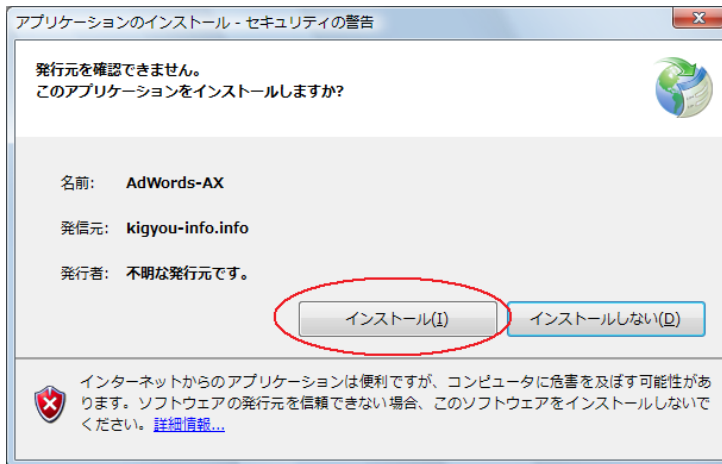 アプリケーションのインストール - セキュリティの警告
発行元を確認できません。
このアプリケーションをインストールしますか?
名前: AdWords-AX
発信元: kigyou-info.info
発行者: 不明な発行元です。
インストール(I) インストールしない(D)
インターネットからのアプリケーションは便利ですが、コンピュータに危害を及ぼす可能性があ
ります。ソフトウェアの発行元を信頼できない場合、このソフトウェアをインストールしないで
ください。詳細情報...